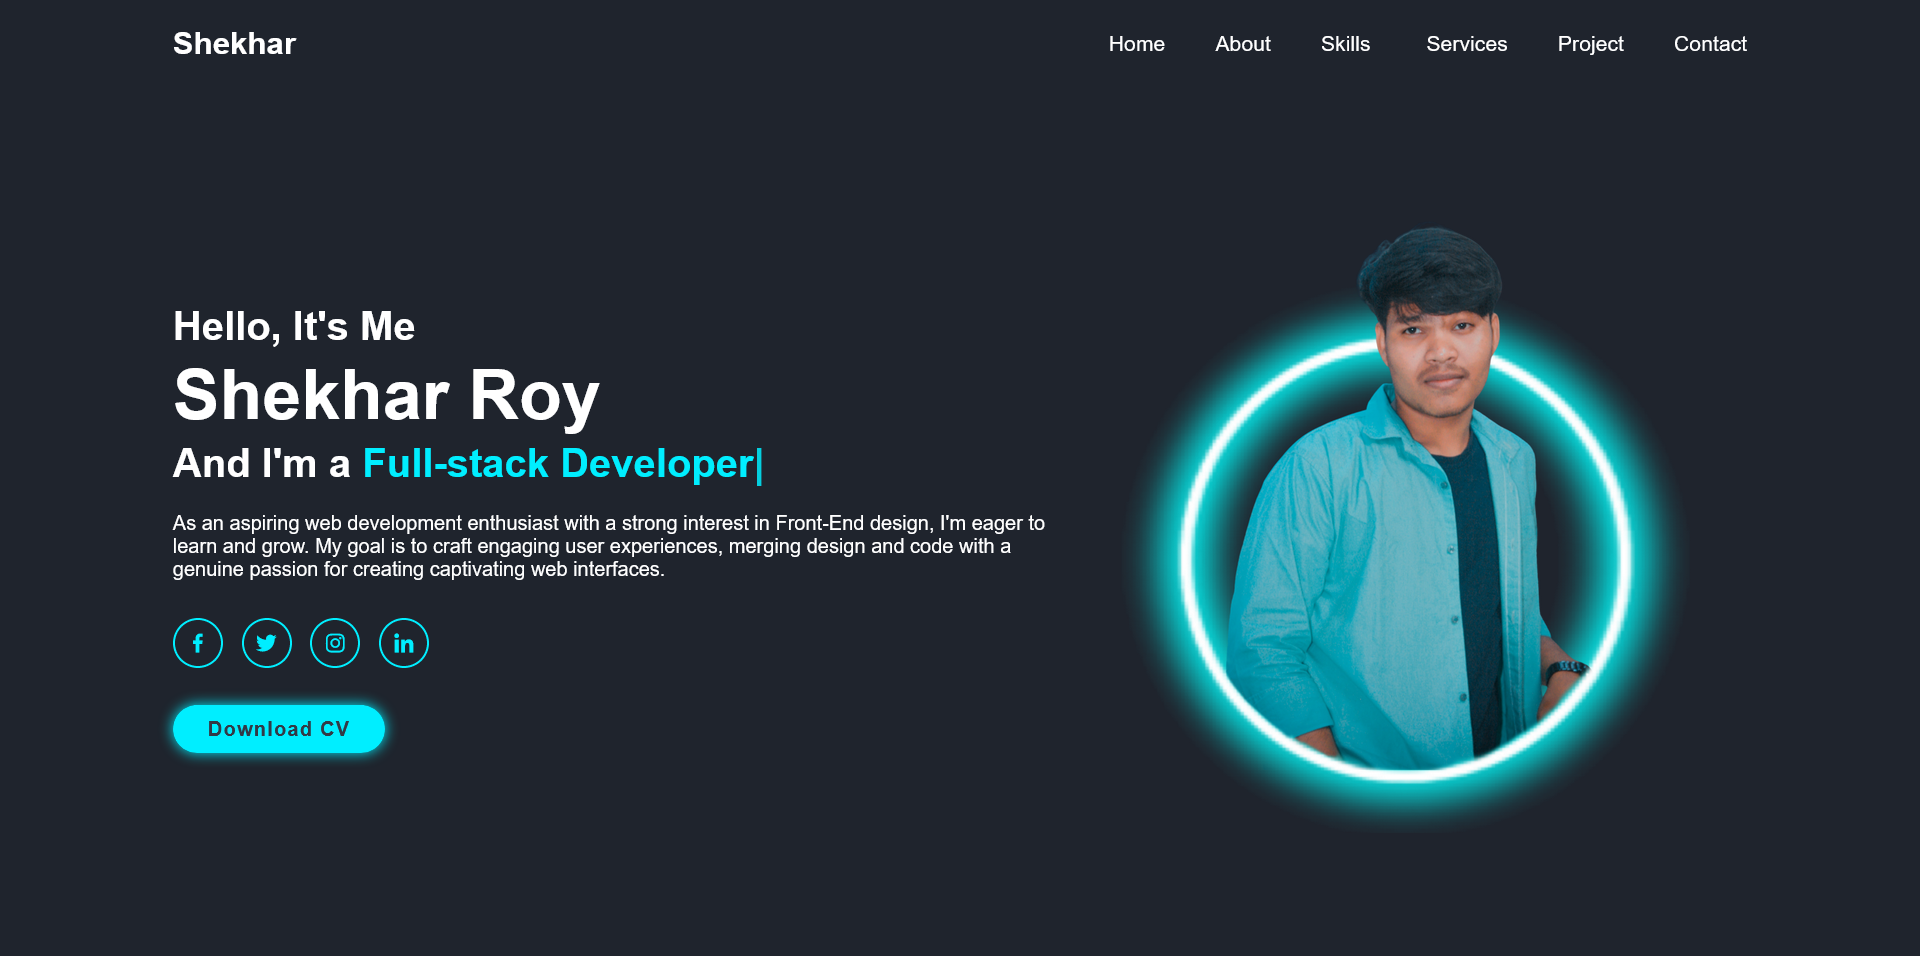 Shekhar
Home About Skills Services Project Contact
Hello, It's Me
Shekhar Roy
And I'm a Full-stack Developer|
As an aspiring web development enthusiast with a strong interest in Front-End design, I'm eager to
learn and grow. My goal is to craft engaging user experiences, merging design and code with a
genuine passion for creating captivating web interfaces.
Download CV